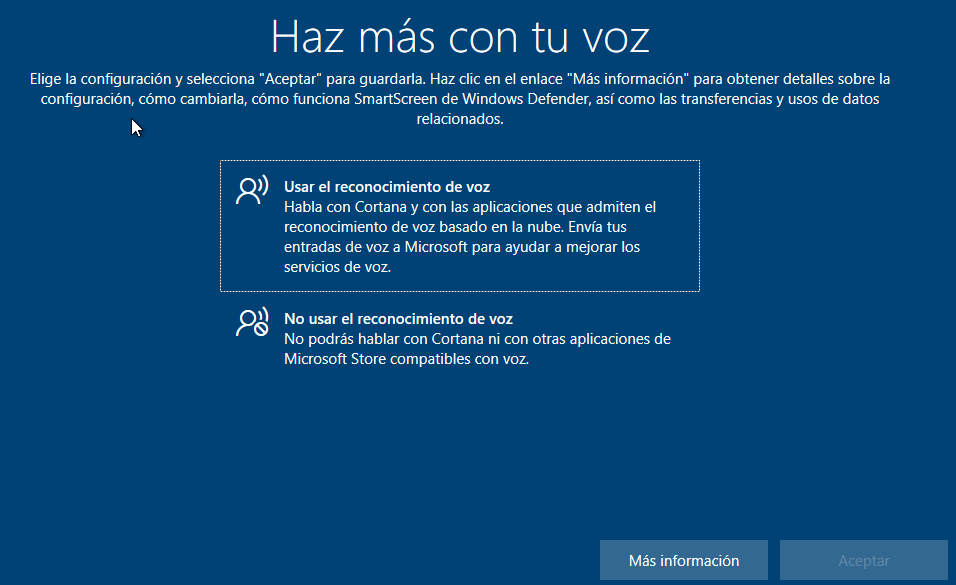 Haz más con tu voz
Elige la configuración y selecciona "Aceptar" para guardarla. Haz clic en el enlace "Más información" para obtener detalles sobre la
configuración, cómo cambiarla, cómo funciona SmartScreen de Windows Defender, así como las transferencias y usos de datos
relacionados.
Usar el reconocimiento de voz
Habla con Cortana y con las aplicaciones que admiten el
reconocimiento de voz basado en la nube. Envía tus
entradas de voz a Microsoft para ayudar a mejorar los
servicios de voz.
No usar el reconocimiento de voz
No podrás hablar con Cortana ni con otras aplicaciones de
Microsoft Store compatibles con voz.
Más información
Aceptar